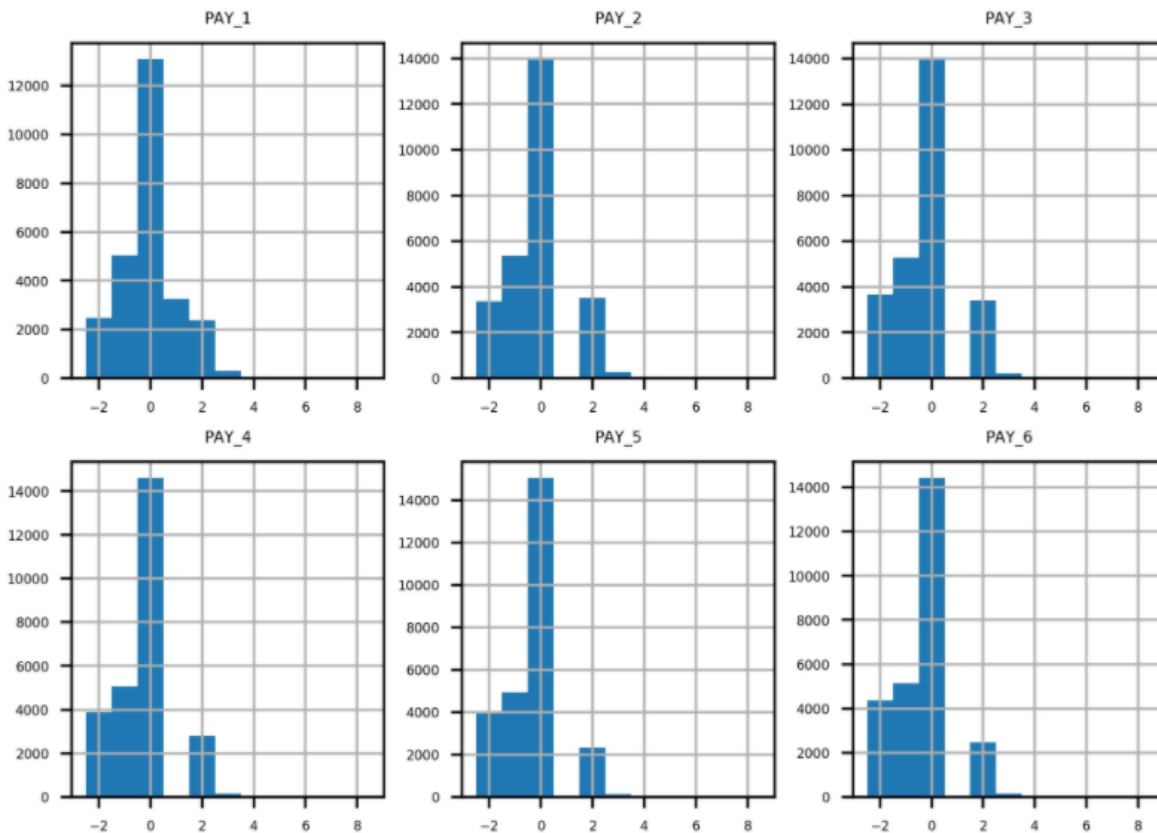 PAY_1 PAY_2 PAY_3
12000 14000 14000
10000 12000 12000
8000 10000 10000
6000 8000 8000
4000 6000 6000
2000 4000 4000
0 2000 2000
0 0
−2 0 2 4 6 8 −2 0 2 4 6 8 −2 0 2 4 6 8
PAY_4 PAY_5 PAY_6
14000 14000 14000
12000 12000 12000
10000 10000 10000
8000 8000 8000
6000 6000 6000
4000 4000 4000
2000 2000 2000
0 0 0
−2 0 2 4 6 8 −2 0 2 4 6 8 −2 0 2 4 6 8